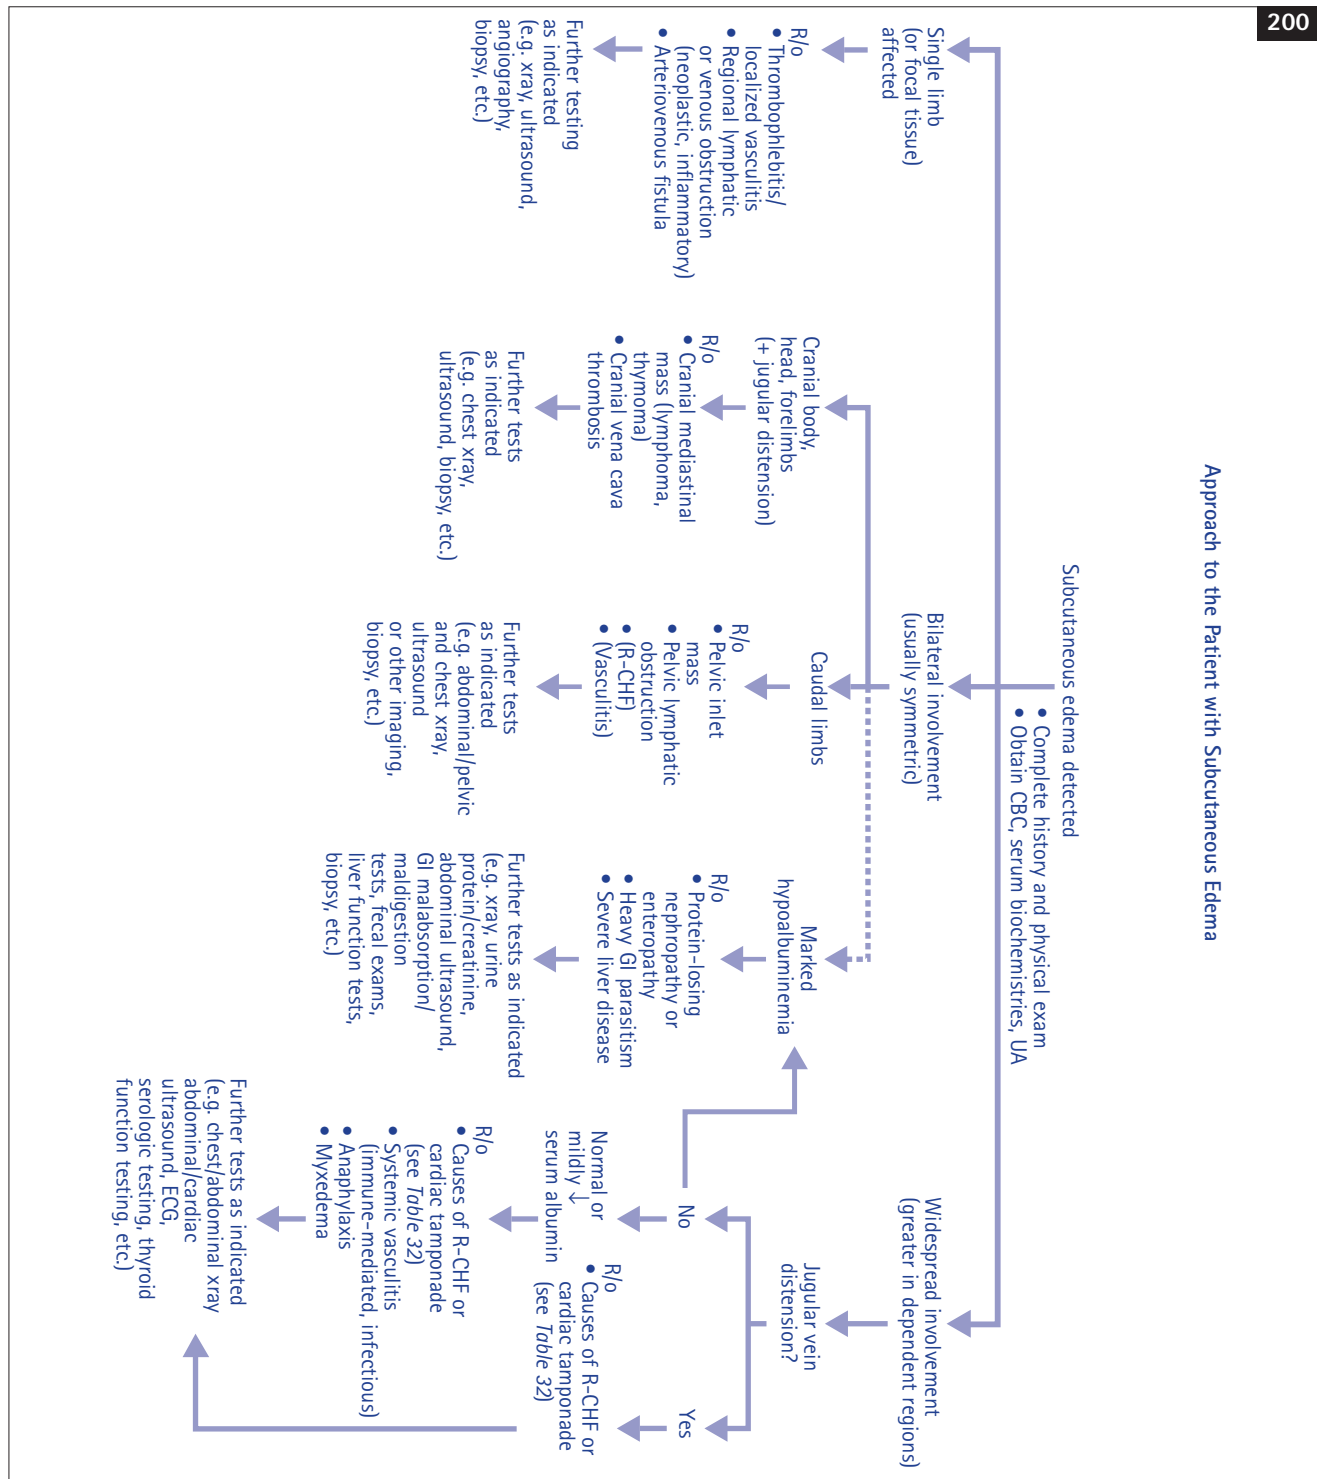 200
Approach to the Patient with Subcutaneous Edema
Subcutaneous edema detected
• Complete history and physical exam
• Obtain CBC, serum biochemistries, UA
Single limb
(or focal tissue)
affected
R/o
• Thrombophlebitis/
localized vasculitis
• Regional lymphatic
or venous obstruction
(neoplastic, inflammatory)
• Arteriovenous fistula
Further testing
as indicated
(e.g. xray, ultrasound,
angiography,
biopsy, etc.)
Bilateral involvement
(usually symmetric)
Cranial body,
head, forelimbs
(+ jugular distension)
R/o
• Cranial mediastinal
mass (lymphoma,
thymoma)
• Cranial vena cava
thrombosis
Further tests
as indicated
(e.g. chest xray,
ultrasound, biopsy, etc.)
Caudal limbs
R/o
• Pelvic inlet
mass
• Pelvic lymphatic
obstruction
• (R-CHF)
• (Vasculitis)
Further tests
as indicated
(e.g. abdominal/pelvic
and chest xray,
ultrasound
or other imaging,
biopsy, etc.)
Marked
hypoalbuminemia
R/o
• Protein-losing
nephropathy or
enteropathy
• Heavy GI parasitism
• Severe liver disease
Further tests as indicated
(e.g. xray, urine
protein/creatinine,
abdominal ultrasound,
GI malabsorption/
maldigestion
tests, fecal exams,
liver function tests,
biopsy, etc.)
Widespread involvement
(greater in dependent regions)
Jugular vein
distension?
No
Normal or
mildly ↓
serum albumin
R/o
• Causes of R-CHF or
cardiac tamponade
(see Table 32)
• Systemic vasculitis
(immune-mediated, infectious)
• Anaphylaxis
• Myxedema
Yes
R/o
• Causes of R-CHF or
cardiac tamponade
(see Table 32)
Further tests as indicated
(e.g. chest/abdominal xray
abdominal/cardiac
ultrasound, ECG,
serologic testing, thyroid
function testing, etc.)